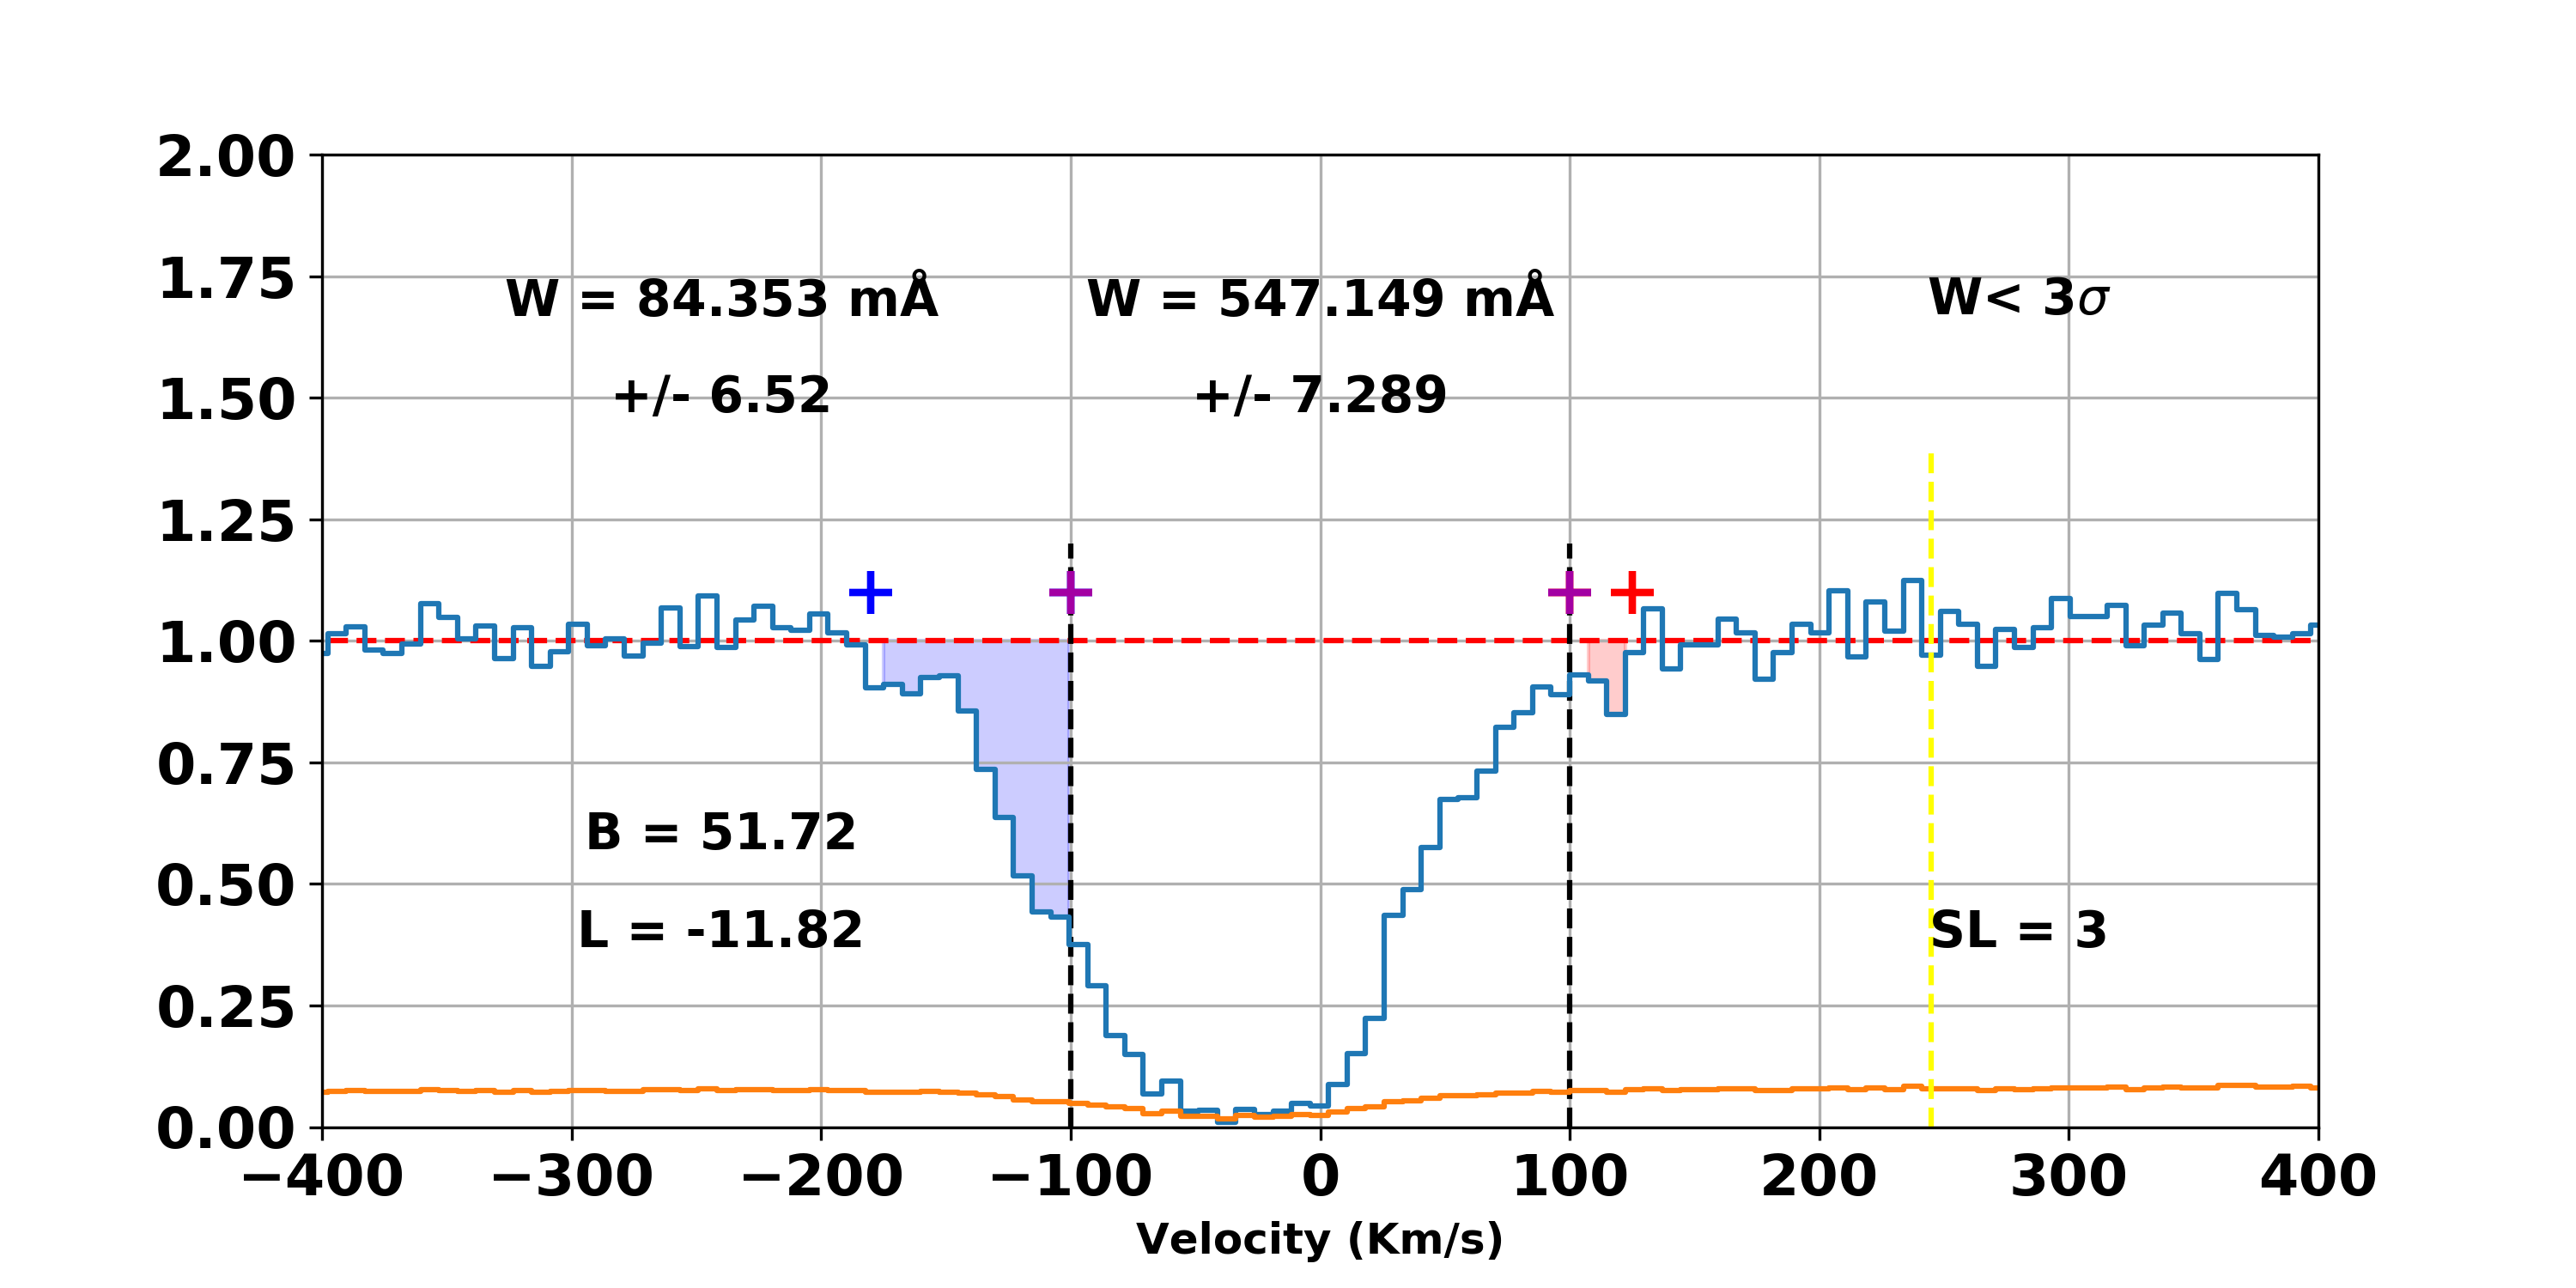 2.00
1.75
1.50
1.25
1.00
0.75
0.50
0.25
0.00
W = 84.353 mÅ
+/- 6.52
W = 547.149 mÅ
+/- 7.289
W< 3σ
B = 51.72
L = -11.82
SL = 3
−400 −300 −200 −100 0 100 200 300 400
Velocity (Km/s)